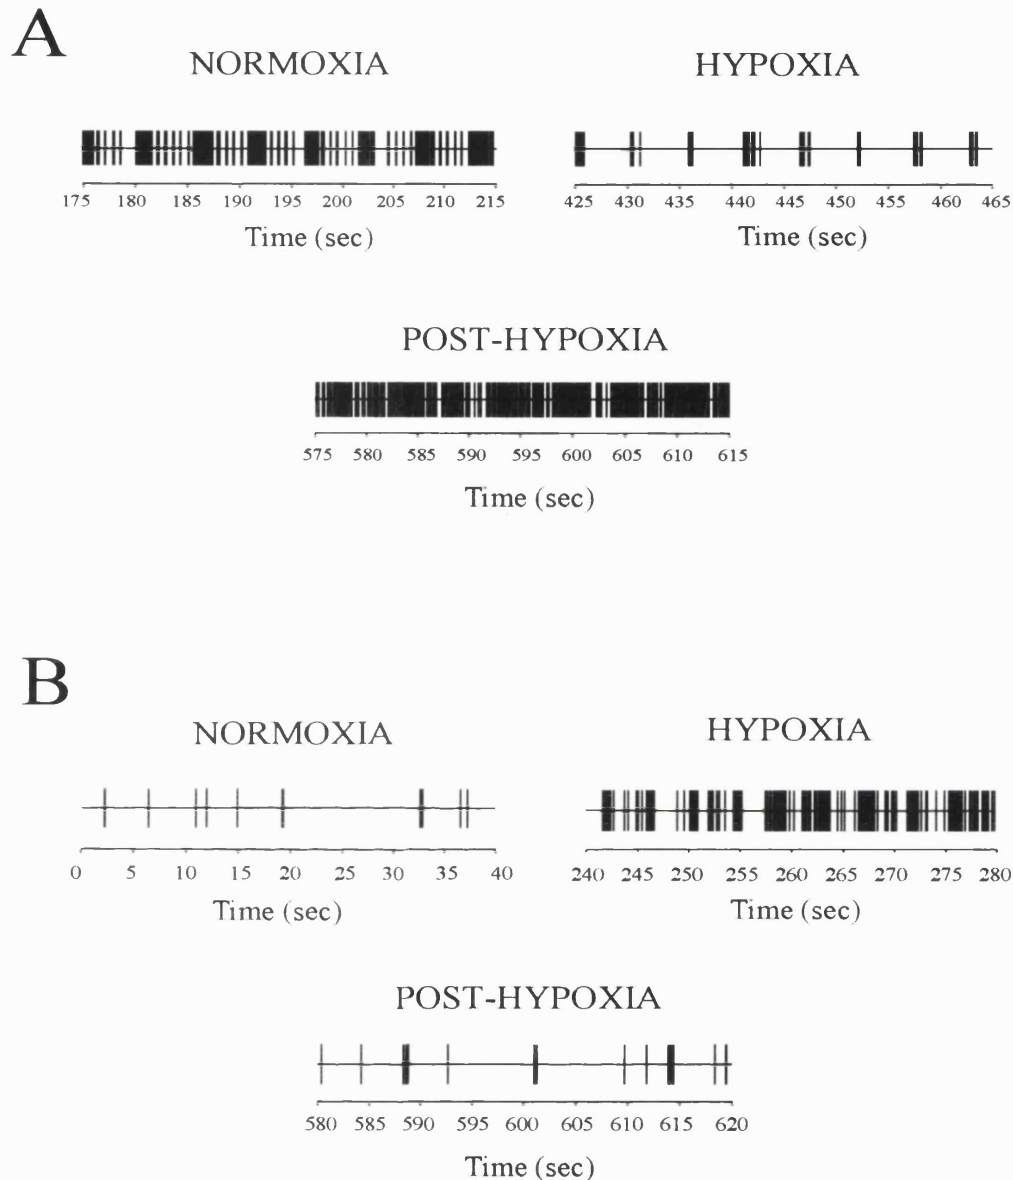 A
NORMOXIA
HYPOXIA
175 180 185 190 195 200 205 210 215
Time (sec)
425 430 435 440 445 450 455 460 465
Time (sec)
POST-HYPOXIA
575 580 585 590 595 600 605 610 615
Time (sec)
B
NORMOXIA
HYPOXIA
0 5 10 15 20 25 30 35 40
Time (sec)
240 245 250 255 260 265 270 275 280
Time (sec)
POST-HYPOXIA
580 585 590 595 600 605 610 615 620
Time (sec)